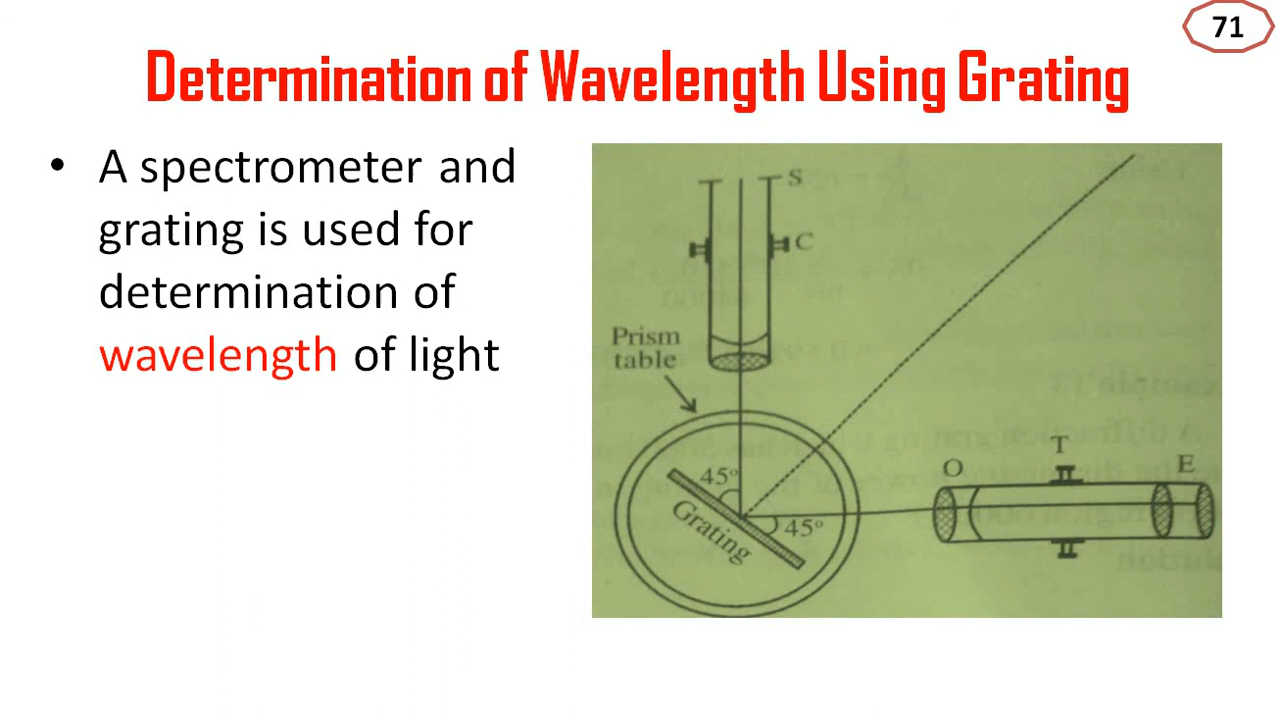 71
Determination of Wavelength Using Grating
• A spectrometer and
grating is used for
determination of
wavelength of light
S
C
Prism
table
45°
Grating
45°
O
T
E